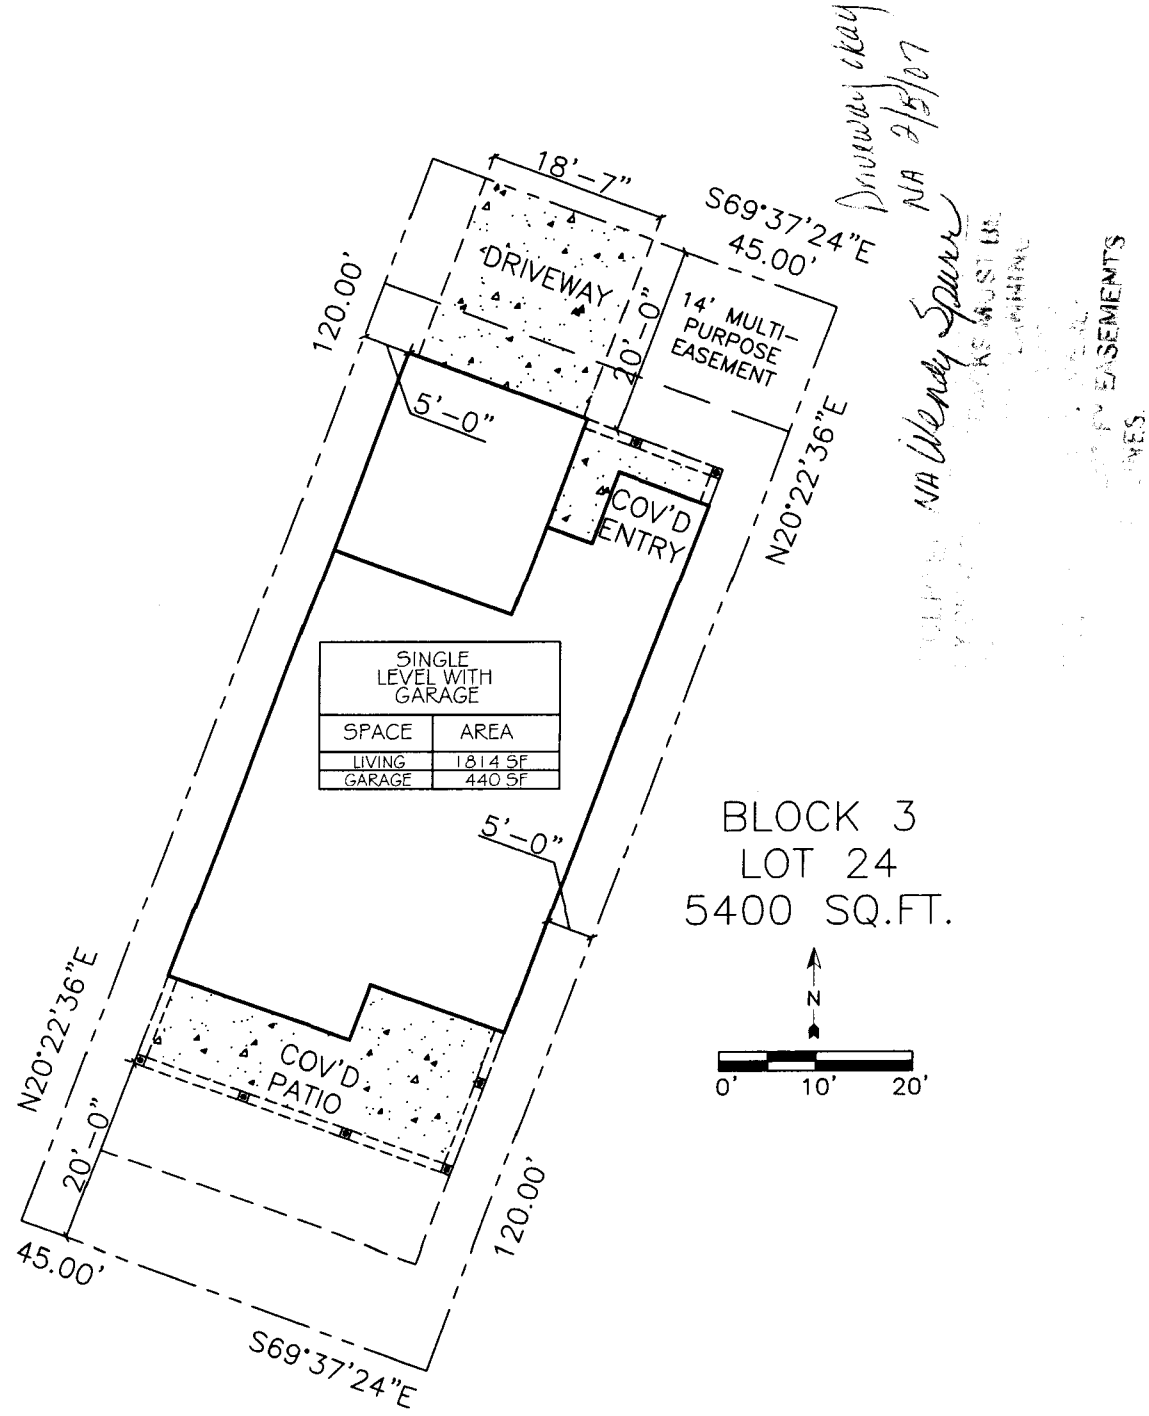 Driveway okay
NA 2/5/07
NA Wendy Spurr
MUST BE
EASEMENTS
18'-7"
S69°37'24"E
45.00'
120.00'
DRIVEWAY
20'-0"
14' MULTI-
PURPOSE
EASEMENT
5'-0"
N20°22'36"E
COV'D
ENTRY
SINGLE
LEVEL WITH
GARAGE
SPACE AREA
LIVING 1814 SF
GARAGE 440 SF
5'-0"
BLOCK 3
LOT 24
5400 SQ.FT.
N
0' 10' 20'
N20°22'36"E
COV'D
PATIO
20'-0"
120.00'
45.00'
S69°37'24"E